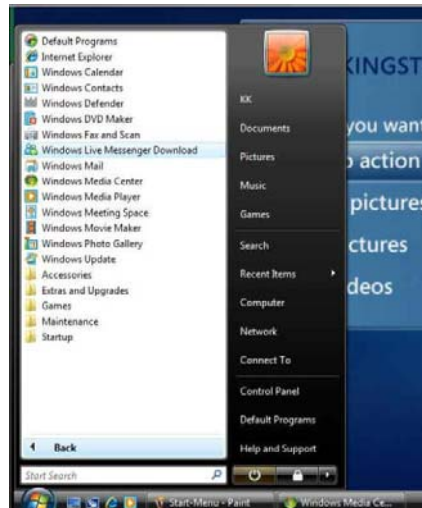 Default Programs
Internet Explorer
Windows Calendar
Windows Contacts
Windows Defender
Windows DVD Maker
Windows Fax and Scan
Windows Live Messenger Download
Windows Mail
Windows Media Center
Windows Media Player
Windows Meeting Space
Windows Movie Maker
Windows Photo Gallery
Windows Update
Accessories
Extras and Upgrades
Games
Maintenance
Startup
Back
Start Search
KK
Documents
Pictures
Music
Games
Search
Recent Items
Computer
Network
Connect To
Control Panel
Default Programs
Help and Support
KINGST
you want
action
pictures
ctures
deos
Start-Menu - Paint
Windows Media Ce...